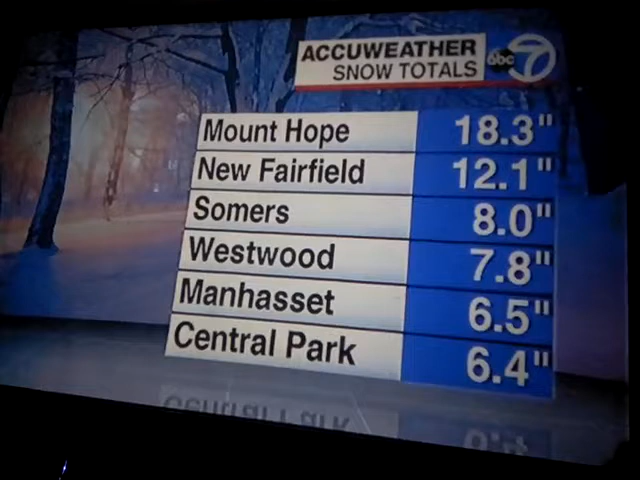 ACCUWEATHER
SNOW TOTALS
abc 7
Mount Hope 18.3"
New Fairfield 12.1"
Somers 8.0"
Westwood 7.8"
Manhasset 6.5"
Central Park 6.4"